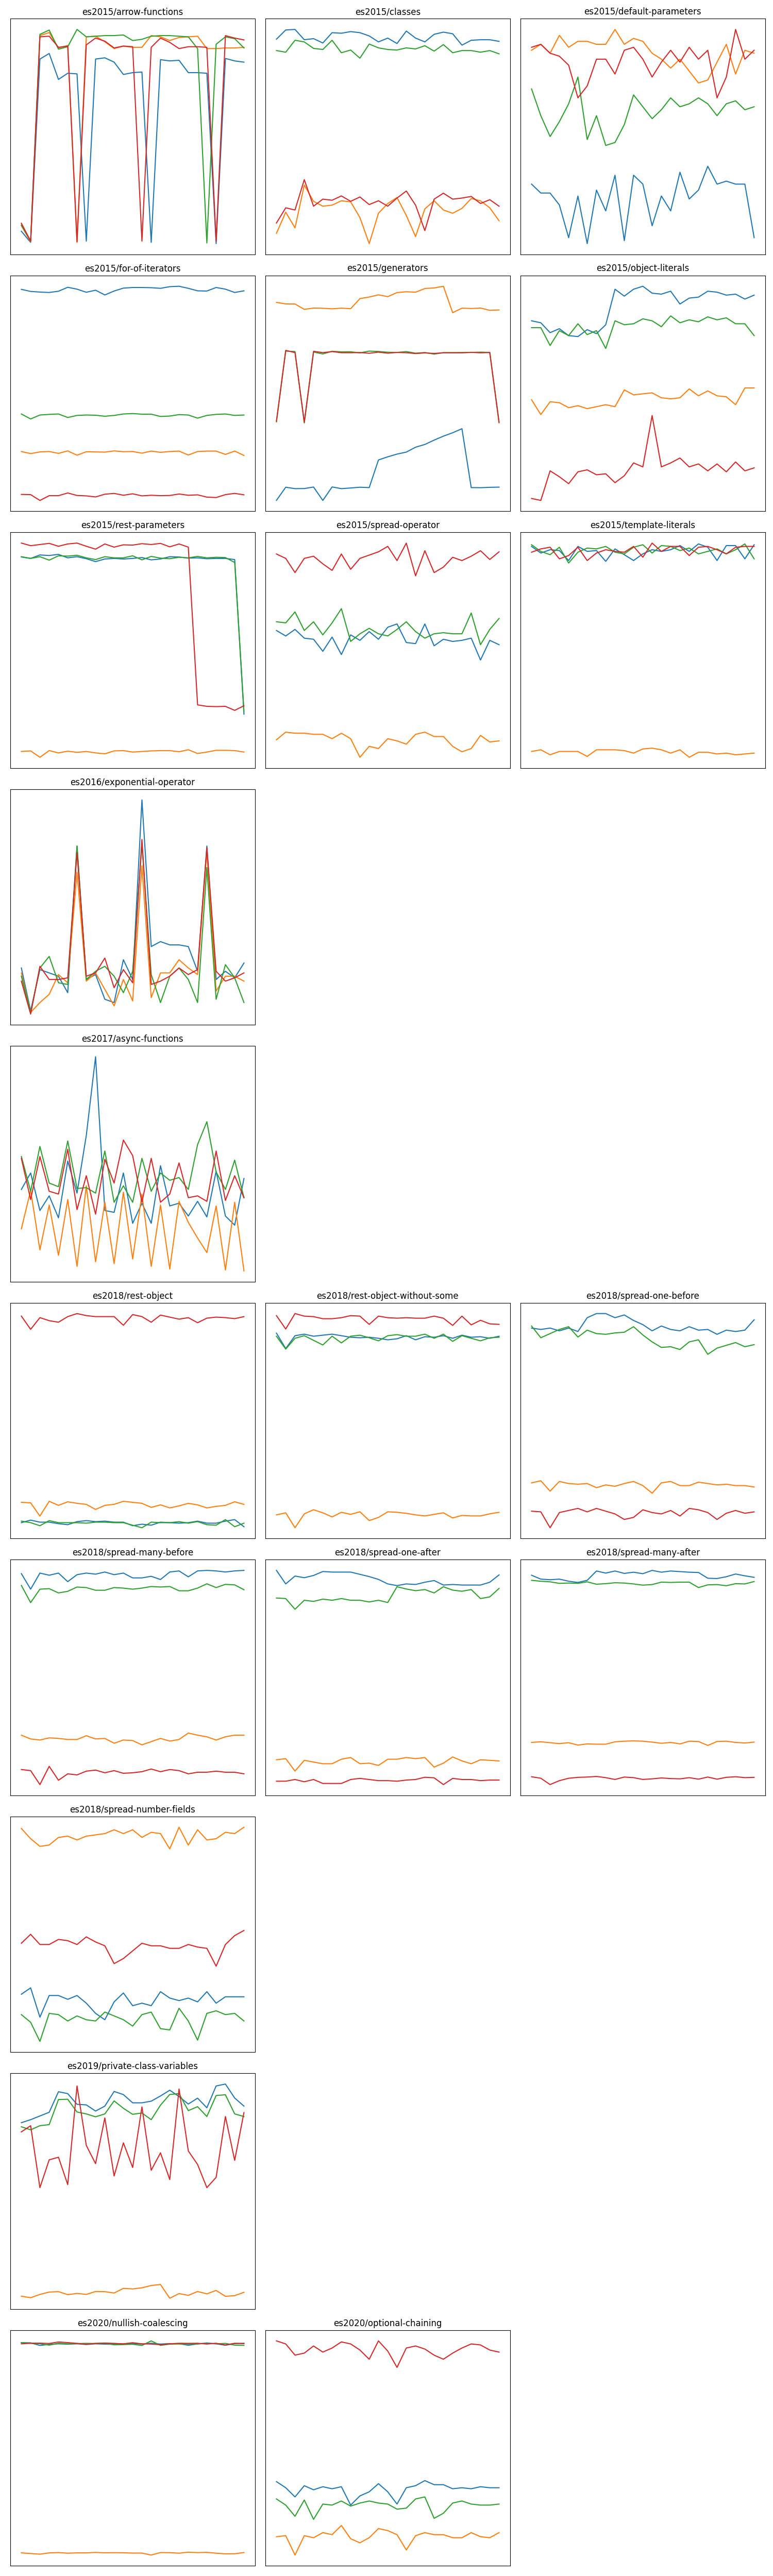 es2015/arrow-functions
es2015/classes
es2015/default-parameters
es2015/for-of-iterators
es2015/generators
es2015/object-literals
es2015/rest-parameters
es2015/spread-operator
es2015/template-literals
es2016/exponential-operator
es2017/async-functions
es2018/rest-object
es2018/rest-object-without-some
es2018/spread-one-before
es2018/spread-many-before
es2018/spread-one-after
es2018/spread-many-after
es2018/spread-number-fields
es2019/private-class-variables
es2020/nullish-coalescing
es2020/optional-chaining